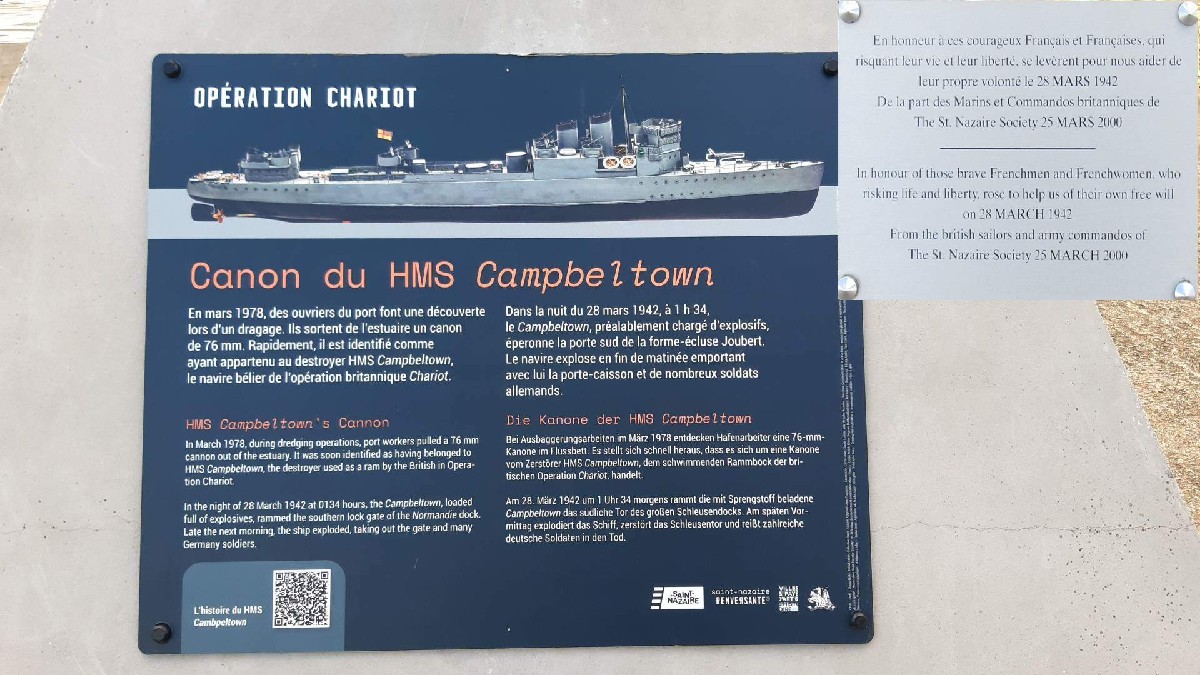 OPÉRATION CHARIOT
Canon du HMS Campbeltown
En mars 1978, des ouvriers du port font une découverte
lors d'un dragage. Ils sortent de l'estuaire un canon
de 76 mm. Rapidement, il est identifié comme
ayant appartenu au destroyer HMS Campbeltown,
le navire bélier de l'opération britannique Chariot.
Dans la nuit du 28 mars 1942, à 1 h 34,
le Campbeltown, préalablement chargé d'explosifs,
éperonne la porte sud de la forme-écluse Joubert.
Le navire explose en fin de matinée emportant
avec lui la porte-caisson et de nombreux soldats
allemands.
HMS Campbeltown's Cannon
In March 1978, during dredging operations, port workers pulled a 76 mm
cannon out of the estuary. It was soon identified as having belonged to
HMS Campbeltown, the destroyer used as a ram by the British in Opera-
tion Chariot.
In the night of 28 March 1942 at 0134 hours, the Campbeltown, loaded
full of explosives, rammed the southern lock gate of the Normandie dock.
Late the next morning, the ship exploded, taking out the gate and many
Germany soldiers.
Die Kanone der HMS Campbeltown
Bei Ausbaggerungsarbeiten im März 1978 entdecken Hafenarbeiter eine 76-mm-
Kanone im Flussbett. Es stellt sich schnell heraus, dass es sich um eine Kanone
vom Zerstörer HMS Campbeltown, dem schwimmenden Rammbock der bri-
tischen Operation Chariot, handelt.
Am 28. März 1942 um 1 Uhr 34 morgens rammt die mit Sprengstoff beladene
Campbeltown das südliche Tor des großen Schleusendocks. Am späten Vor-
mittag explodiert das Schiff, zerstört das Schleusentor und reißt zahlreiche
deutsche Soldaten in den Tod.
L'histoire du HMS
Cambpeltown
SAINT-
NAZAIRE
saint-nazaire
RENVERSANTE
En honneur à ces courageux Français et Françaises, qui
risquant leur vie et leur liberté, se levèrent pour nous aider de
leur propre volonté le 28 MARS 1942
De la part des Marins et Commandos britanniques de
The St. Nazaire Society 25 MARS 2000
In honour of those brave Frenchmen and Frenchwomen, who
risking life and liberty, rose to help us of their own free will
on 28 MARCH 1942
From the british sailors and army commandos of
The St. Nazaire Society 25 MARCH 2000